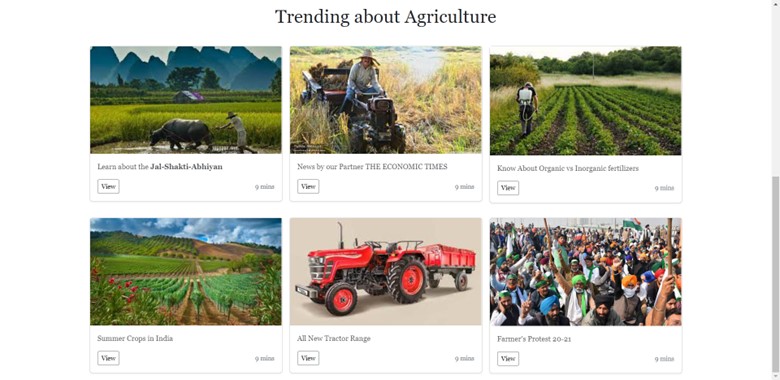 Trending about Agriculture
Learn about the Jal-Shakti-Abhiyan
View
9 mins
News by our Partner THE ECONOMIC TIMES
View
9 mins
Know About Organic vs Inorganic fertilizers
View
9 mins
Summer Crops in India
View
9 mins
All New Tractor Range
View
9 mins
Farmer's Protest 20-21
View
9 mins